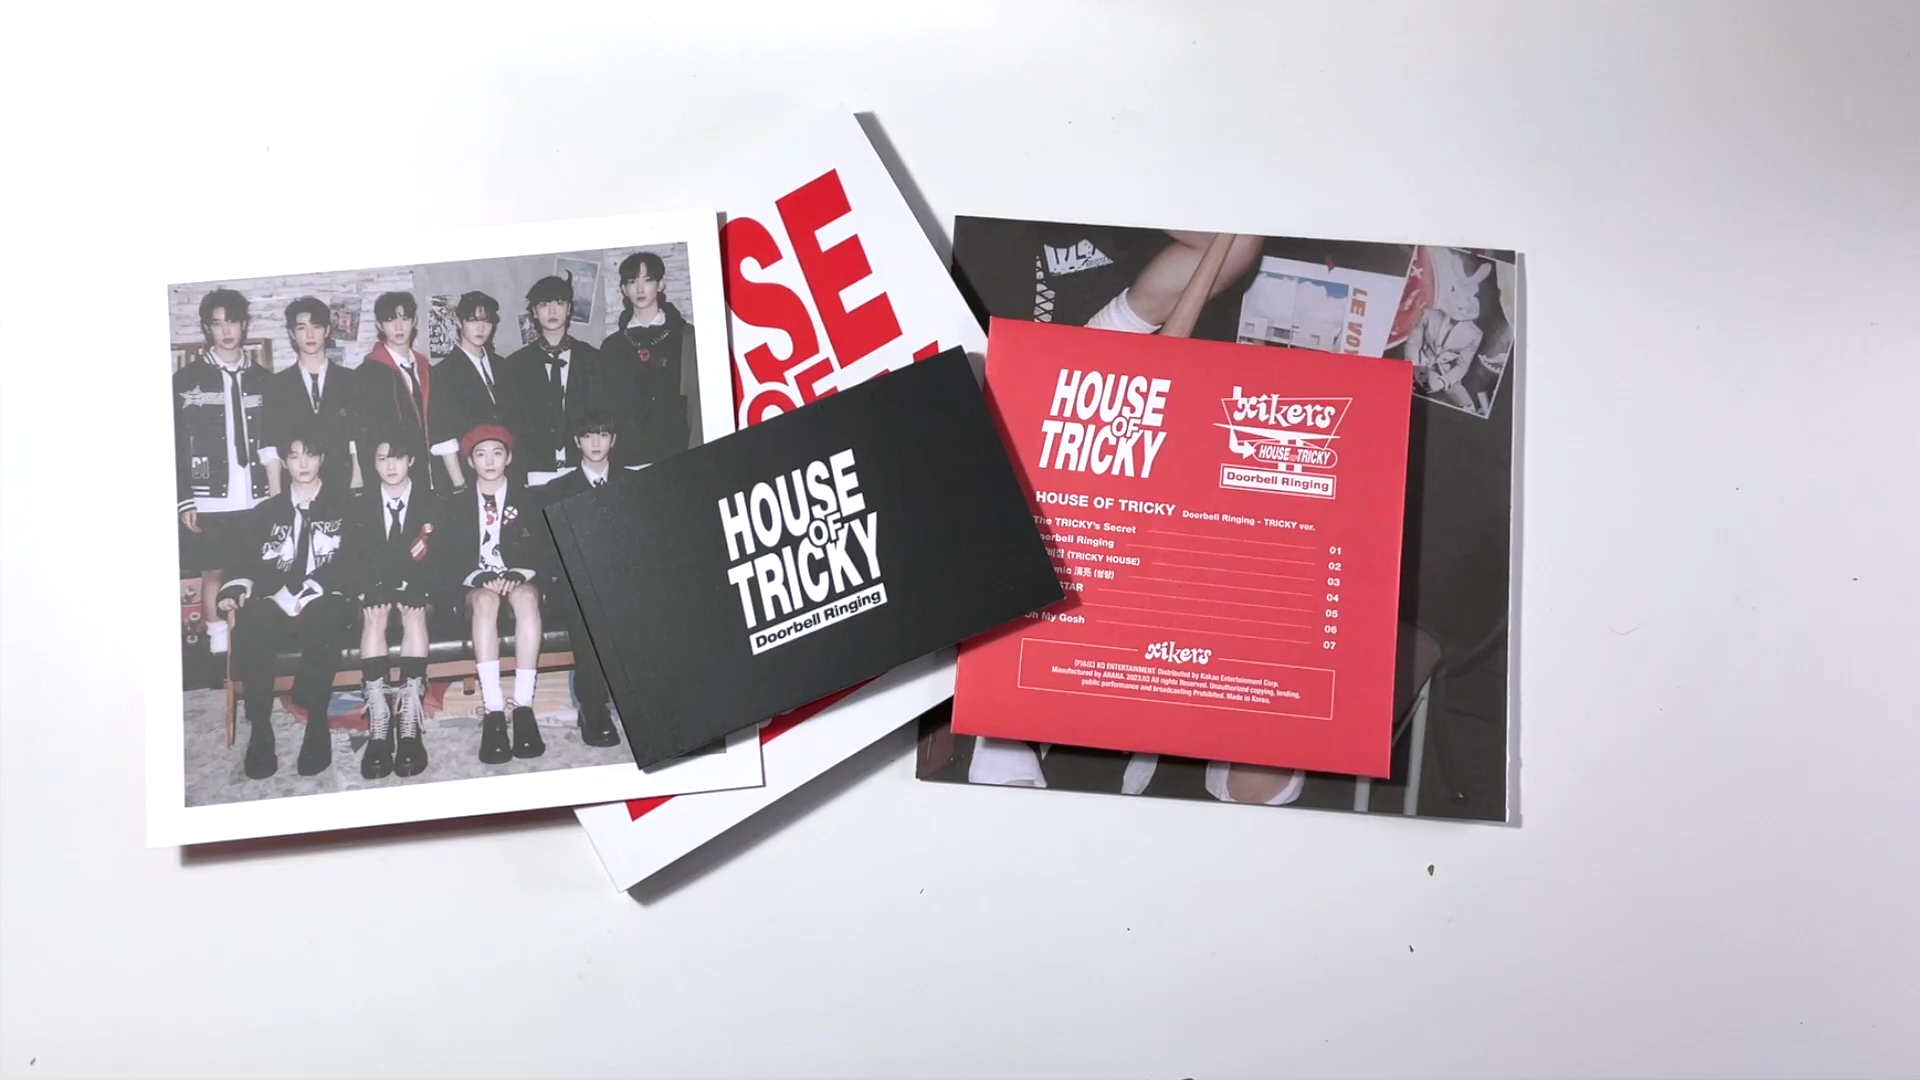 SE
OF
HOUSE
OF
TRICKY
Doorbell Ringing
HOUSE
OF
TRICKY
xikers
HOUSE OF TRICKY
Doorbell Ringing
HOUSE OF TRICKY Doorbell Ringing - TRICKY ver.
The TRICKY's Secret 01
Doorbell Ringing 02
(TRICKY HOUSE) 03
(청량) 04
STAR 05
06
Oh My Gosh 07
xikers
(P)&(C) KQ ENTERTAINMENT. Distributed by Kakao Entertainment Corp.
Manufactured by ARANA. 2023.03 All rights Reserved. Unauthorized copying, lending,
public performance and broadcasting Prohibited. Made in Korea.
LE